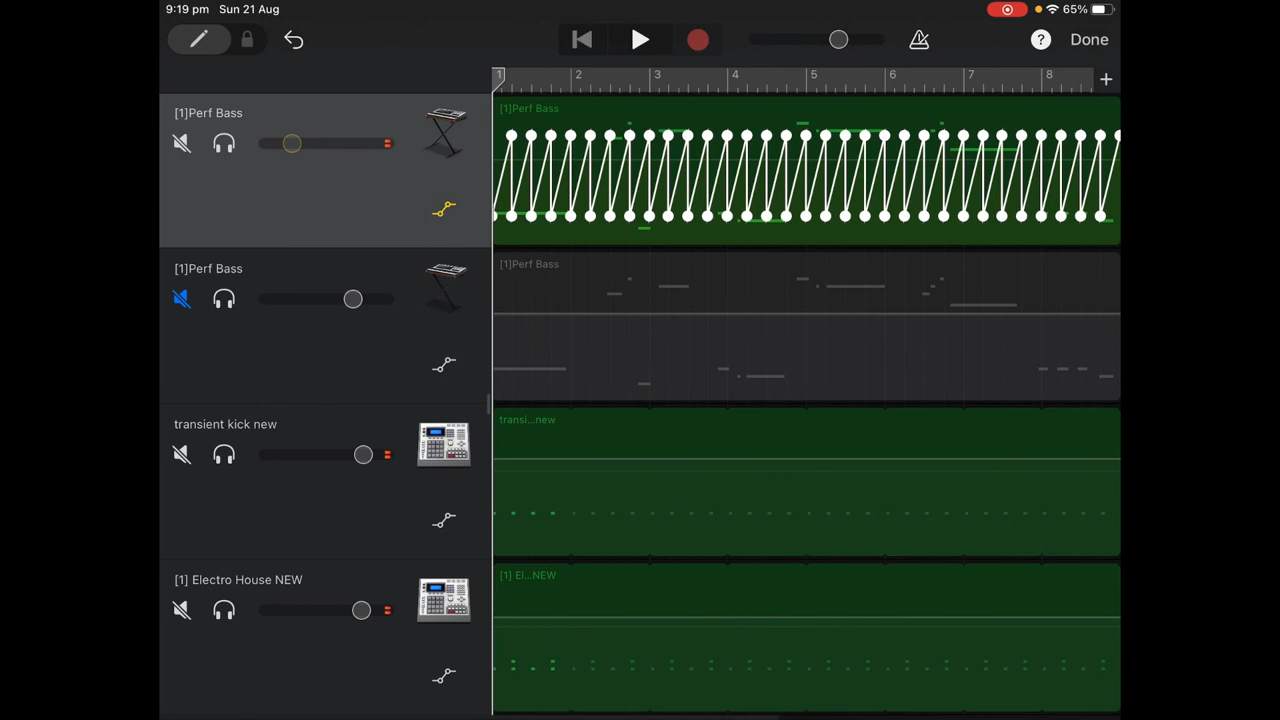 9:19 pm Sun 21 Aug
65%
? Done
1 2 3 4 5 6 7 8 +
[1]Perf Bass
[1]Perf Bass
[1]Perf Bass
[1]Perf Bass
transient kick new
transi...new
[1] Electro House NEW
[1] El...NEW